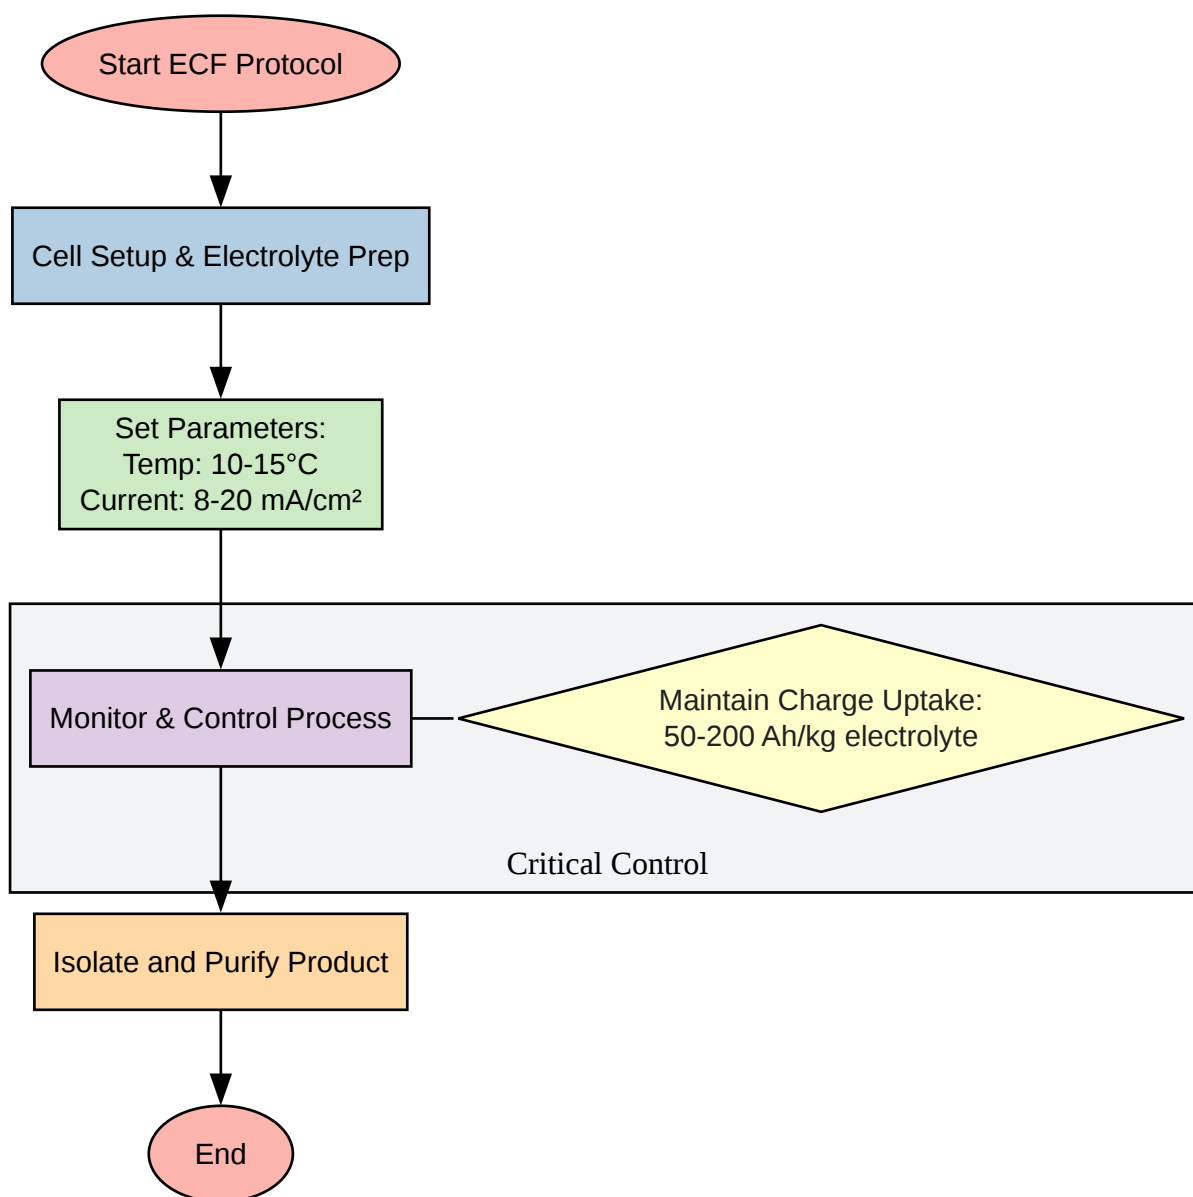 Start ECF Protocol
Cell Setup & Electrolyte Prep
Set Parameters:
Temp: 10-15°C
Current: 8-20 mA/cm²
Monitor & Control Process
Maintain Charge Uptake:
50-200 Ah/kg electrolyte
Critical Control
Isolate and Purify Product
End